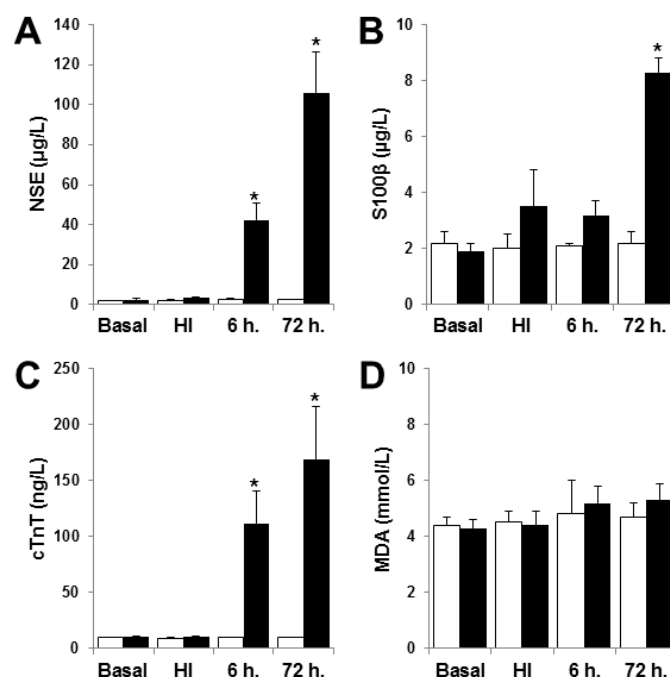 A
NSE (µg/L)
140
120
100
80
60
40
20
0
*
*
Basal HI 6 h. 72 h.
B
S100β (µg/L)
10
8
6
4
2
0
*
Basal HI 6 h. 72 h.
C
cTnT (ng/L)
250
200
150
100
50
0
*
*
Basal HI 6 h. 72 h.
D
MDA (mmol/L)
10
8
6
4
2
0
Basal HI 6 h. 72 h.